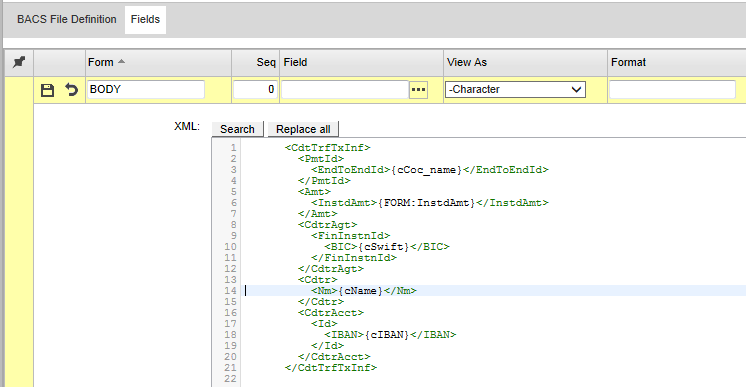 BACS File Definition Fields
Form Seq Field View As Format
BODY 0 ... -Character
XML: Search Replace all
1 <CdtTrfTxInf>
2 <PmtId>
3 <EndToEndId>{cCoc_name}</EndToEndId>
4 </PmtId>
5 <Amt>
6 <InstdAmt>{FORM:InstdAmt}</InstdAmt>
7 </Amt>
8 <CdtrAgt>
9 <FinInstnId>
10 <BIC>{cSwift}</BIC>
11 </FinInstnId>
12 </CdtrAgt>
13 <Cdtr>
14 <Nm>{cName}</Nm>
15 </Cdtr>
16 <CdtrAcct>
17 <Id>
18 <IBAN>{cIBAN}</IBAN>
19 </Id>
20 </CdtrAcct>
21 </CdtTrfTxInf>
22